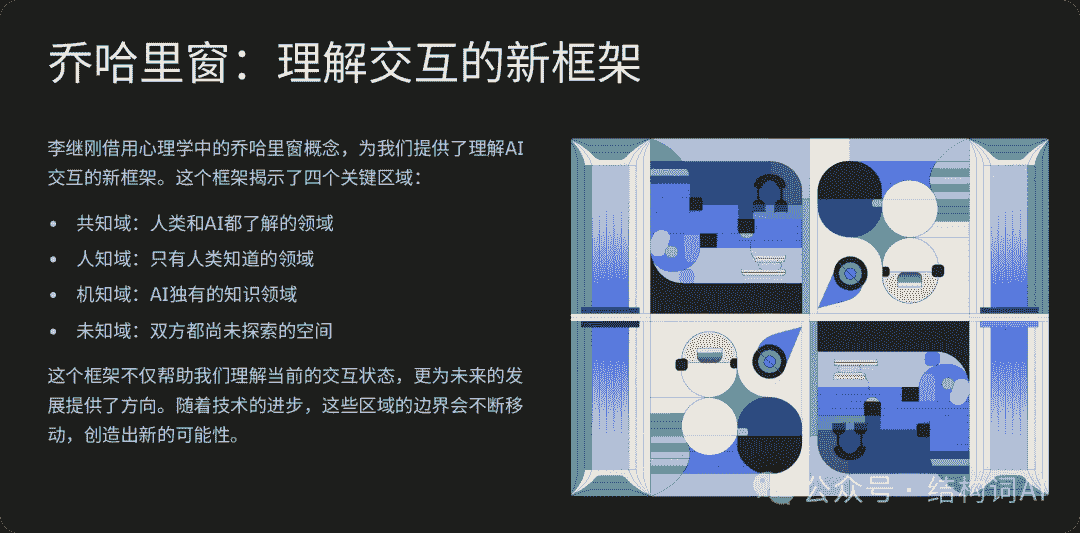 乔哈里窗：理解交互的新框架
李继刚借用心理学中的乔哈里窗概念，为我们提供了理解AI
交互的新框架。这个框架揭示了四个关键区域：
• 共知域：人类和AI都了解的领域
• 人知域：只有人类知道的领域
• 机知域：AI独有的知识领域
• 未知域：双方都尚未探索的空间
这个框架不仅帮助我们理解当前的交互状态，更为未来的发
展提供了方向。随着技术的进步，这些区域的边界会不断移
动，创造出新的可能性。
公众号 · 结构词AI